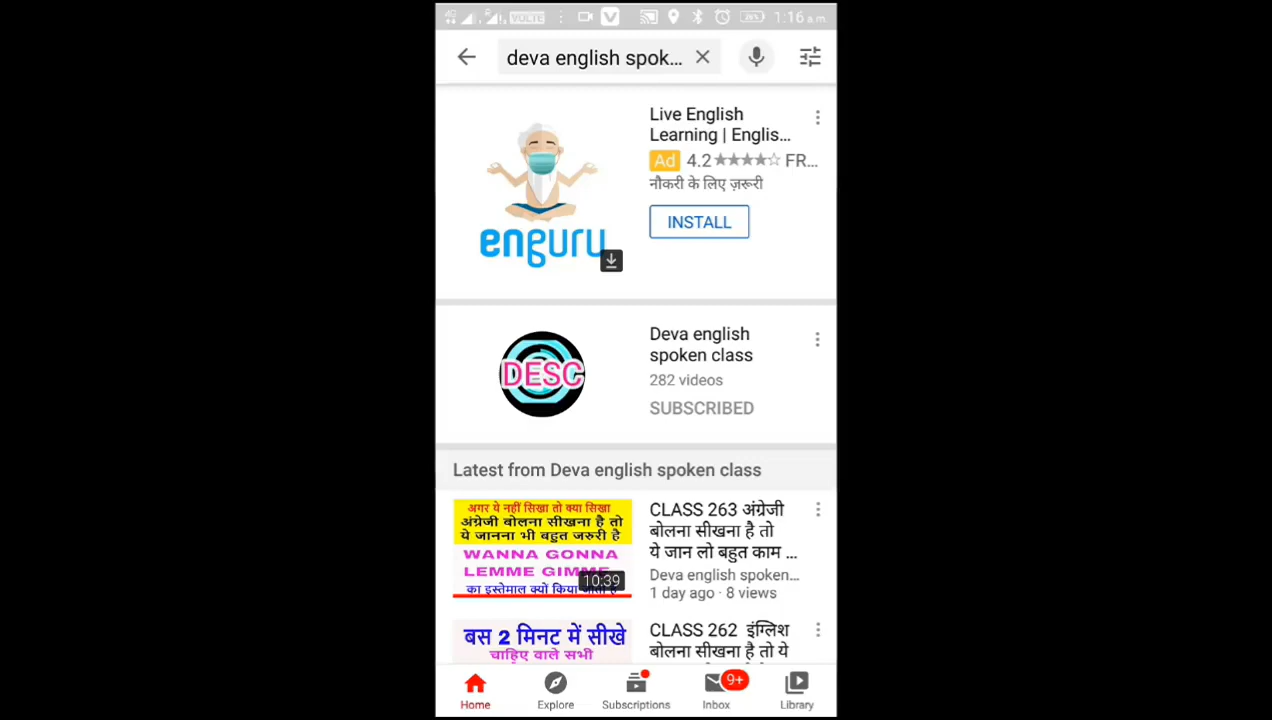 VoLTE
26%
1:16 a.m
deva english spok...
Live English
Learning | Englis...
Ad 4.2 FR...
नौकरी के लिए ज़रूरी
INSTALL
enguru
Deva english
spoken class
282 videos
SUBSCRIBED
DESC
Latest from Deva english spoken class
अगर ये नहीं सिखा तो क्या सिखा
अंग्रेजी बोलना सीखना है तो
ये जानना भी बहुत जरुरी है
WANNA GONNA
LEMME GIMME
का इस्तेमाल क्यों किया जाता है
10:39
CLASS 263 अंग्रेजी
बोलना सीखना है तो
ये जान लो बहुत काम ...
Deva english spoken...
1 day ago · 8 views
बस 2 मिनट में सीखे
चाहिए वाले सभी
CLASS 262 इंग्लिश
बोलना सीखना है तो ये
Home
Explore
Subscriptions
9+
Inbox
Library